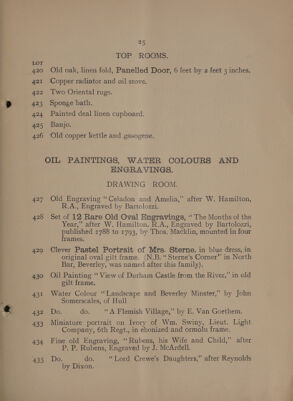 25
TOP ROOMS.
LOT
420 Old oak, linen fold, Panelled Door, 6 feet by 2 feet 3 inches.
421 Copper radiator and oil stove.
422 Two Oriental rugs.
423 Sponge bath.
424 Painted deal linen cupboard.
425 Banjo.
426 Old copper kettle and gasogene.
OIL PAINTINGS, WATER COLOURS AND
ENGRAVINGS.
DRAWING ROOM.
427 Old Engraving "Celadon and Amelia," after W. Hamilton,
R.A., Engraved by Bartolozzi.
428 Set of 12 Rare Old Oval Engravings, "The Months of the
Year," after W. Hamilton, R.A., Engraved by Bartolozzi,
published 1788 to 1793, by Thos. Macklin, mounted in four
frames.
429 Clever Pastel Portrait of Mrs. Sterne, in blue dress, in
original oval gilt frame. (N.B. "Sterne's Corner" in North
Bar, Beverley, was named after this family).
430 Oil Painting "View of Durham Castle from the River," in old
gilt frame.
431 Water Colour "Landscape and Beverley Minster," by John
Somerscales, of Hull
432 Do. do. "A Flemish Village," by E. Van Goethem.
433 Miniature portrait on Ivory of Wm. Swiny, Lieut. Light
Company, 6th Regt., in ebonized and ormolu frame.
434 Fine old Engraving, "Rubens, his Wife and Child," after
P. P. Rubens, Engraved by J. McArdell.
435 Do. do. "Lord Crewe's Daughters," after Reynolds
by Dixon.